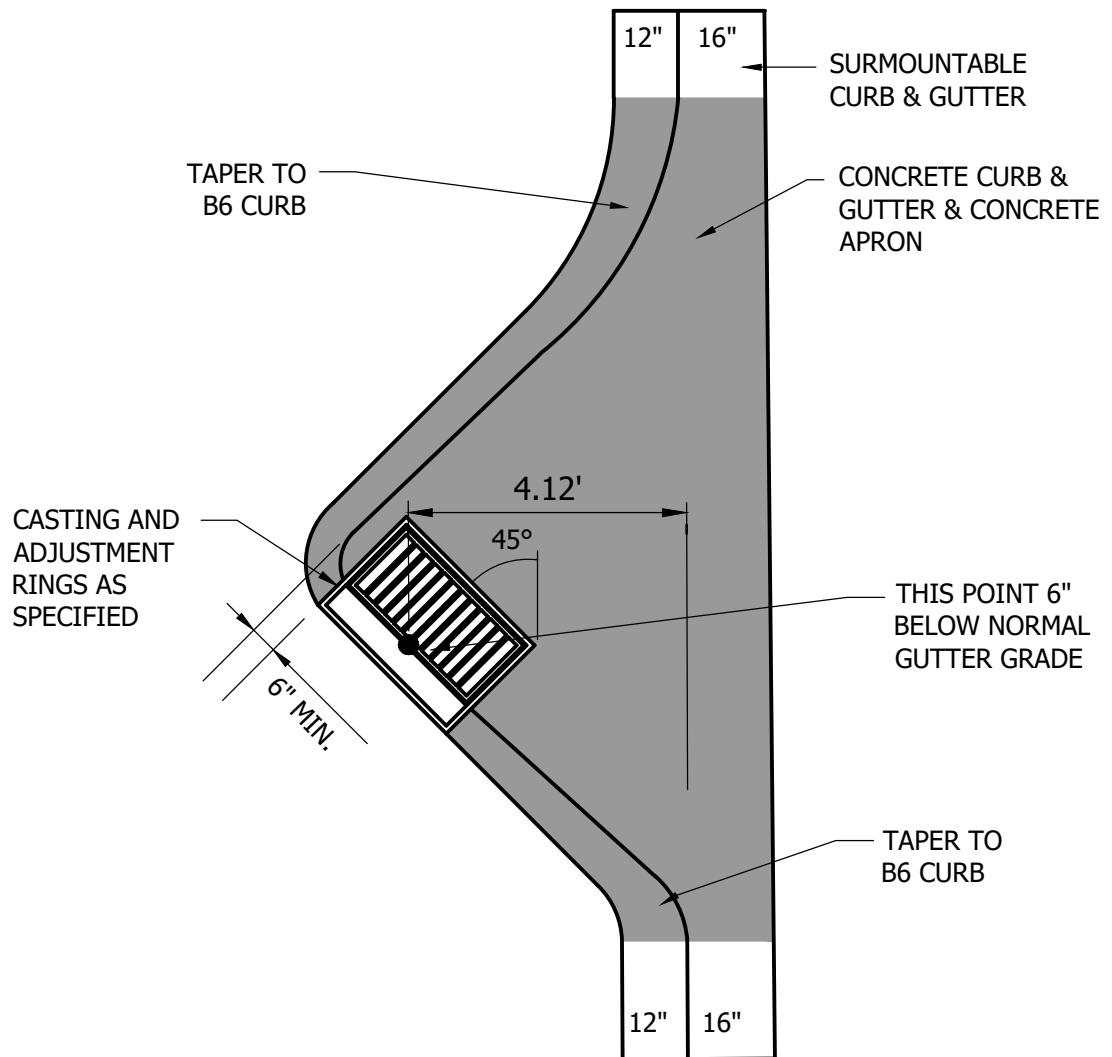 12" 16"
SURMOUNTABLE
CURB & GUTTER
TAPER TO
B6 CURB
CONCRETE CURB &
GUTTER & CONCRETE
APRON
4.12'
45°
CASTING AND
ADJUSTMENT
RINGS AS
SPECIFIED
THIS POINT 6"
BELOW NORMAL
GUTTER GRADE
6" MIN.
TAPER TO
B6 CURB
12" 16"